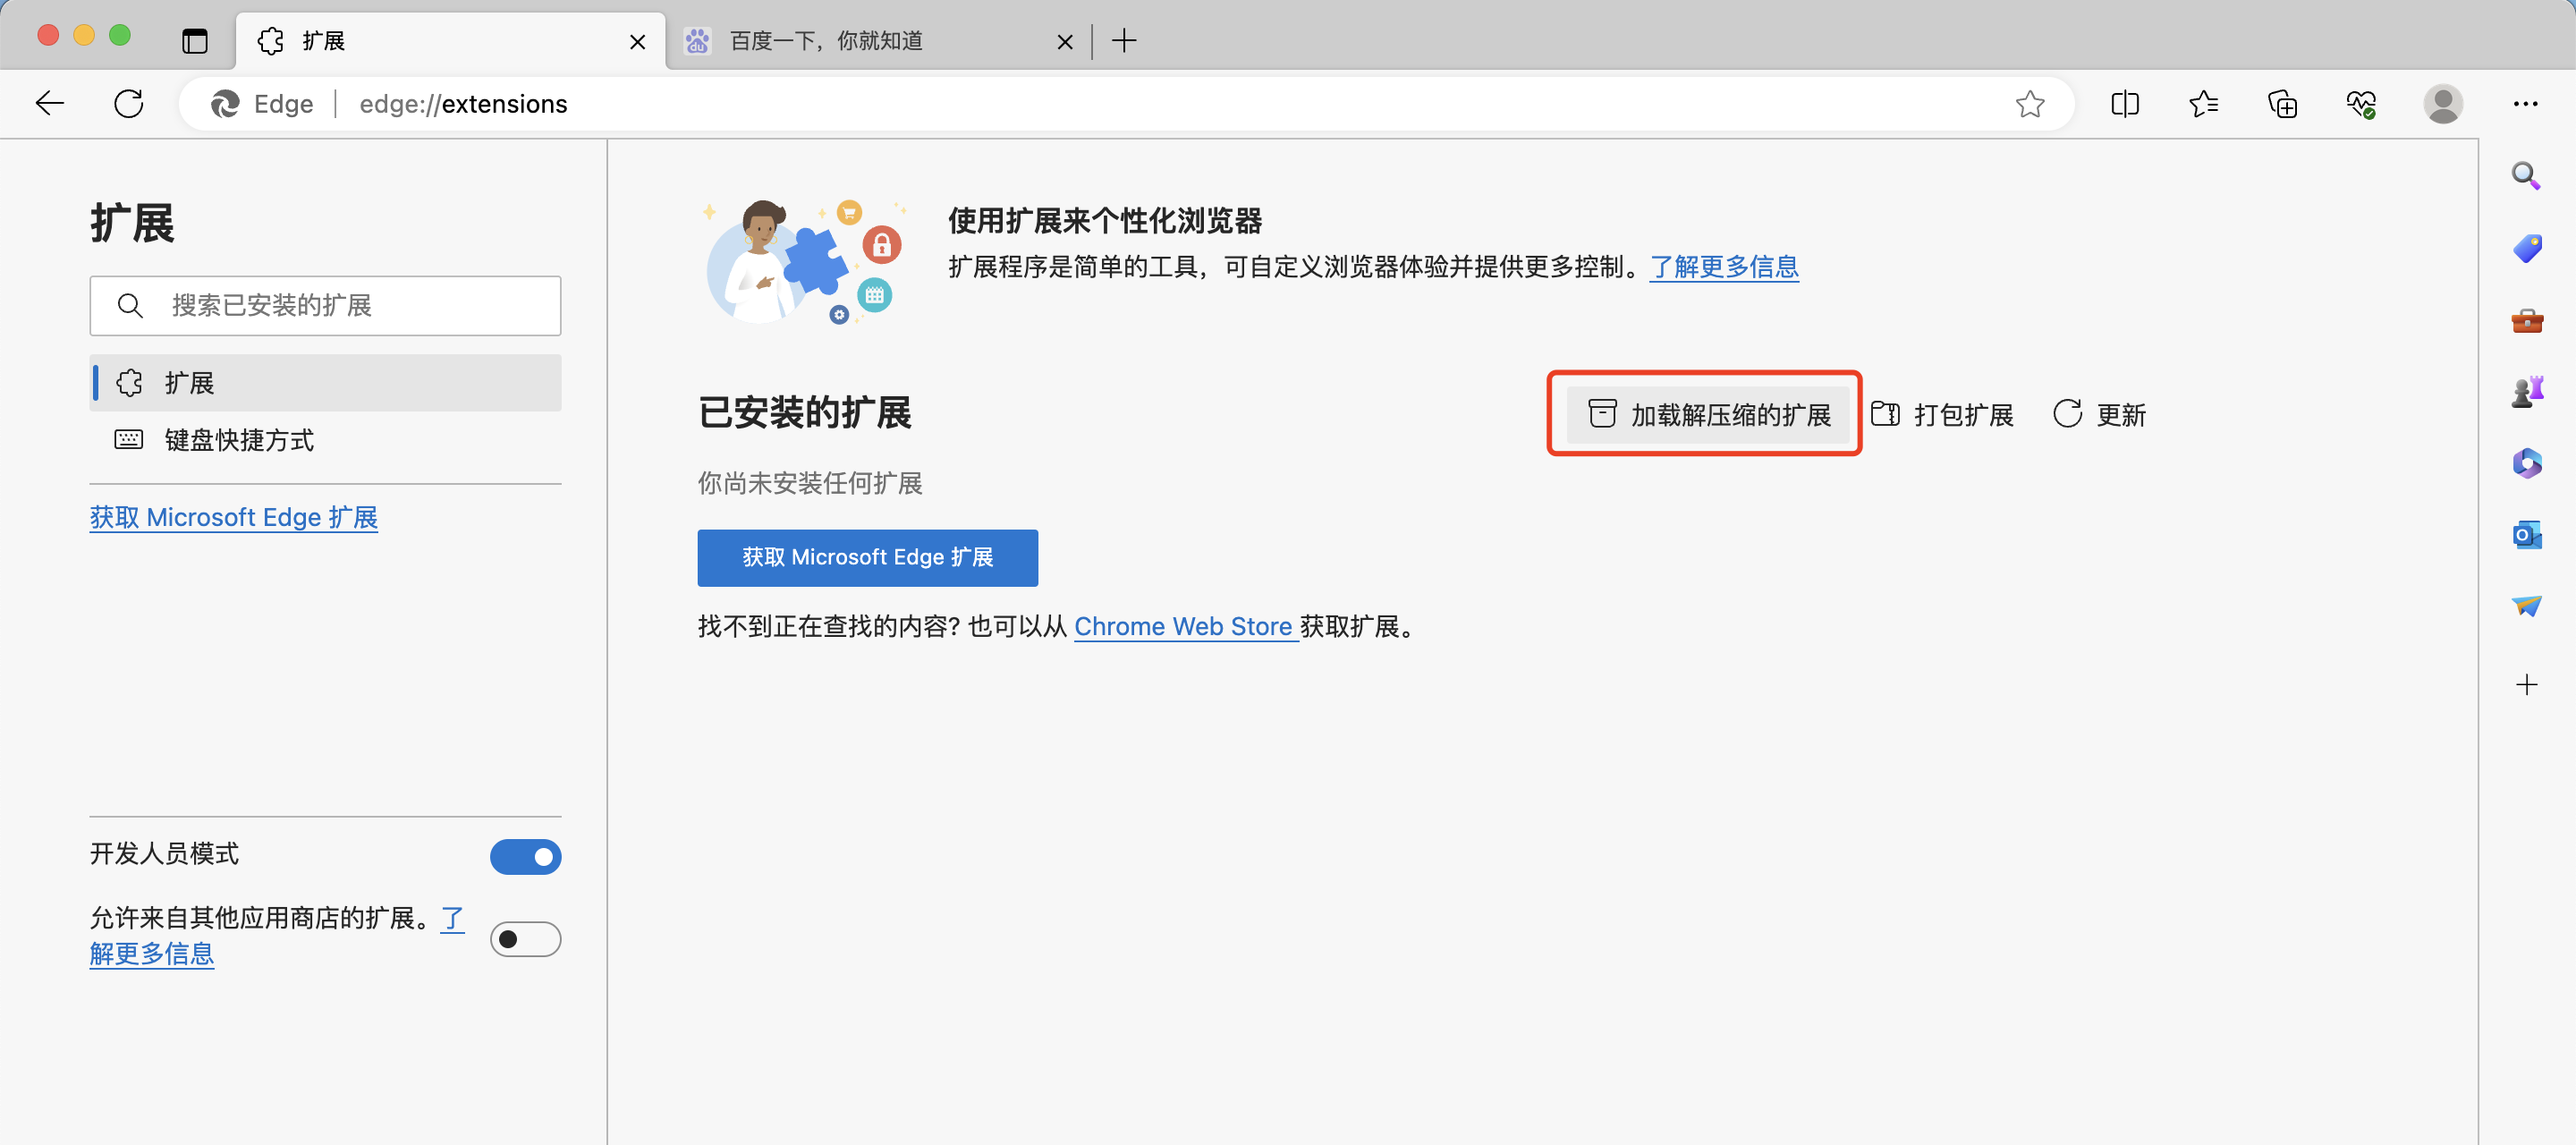 扩展
百度一下，你就知道
Edge | edge://extensions
扩展
搜索已安装的扩展
扩展
键盘快捷方式
获取 Microsoft Edge 扩展
开发人员模式
允许来自其他应用商店的扩展。了
解更多信息
使用扩展来个性化浏览器
扩展程序是简单的工具，可自定义浏览器体验并提供更多控制。了解更多信息
已安装的扩展
加载解压缩的扩展
打包扩展
更新
你尚未安装任何扩展
获取 Microsoft Edge 扩展
找不到正在查找的内容? 也可以从 Chrome Web Store 获取扩展。